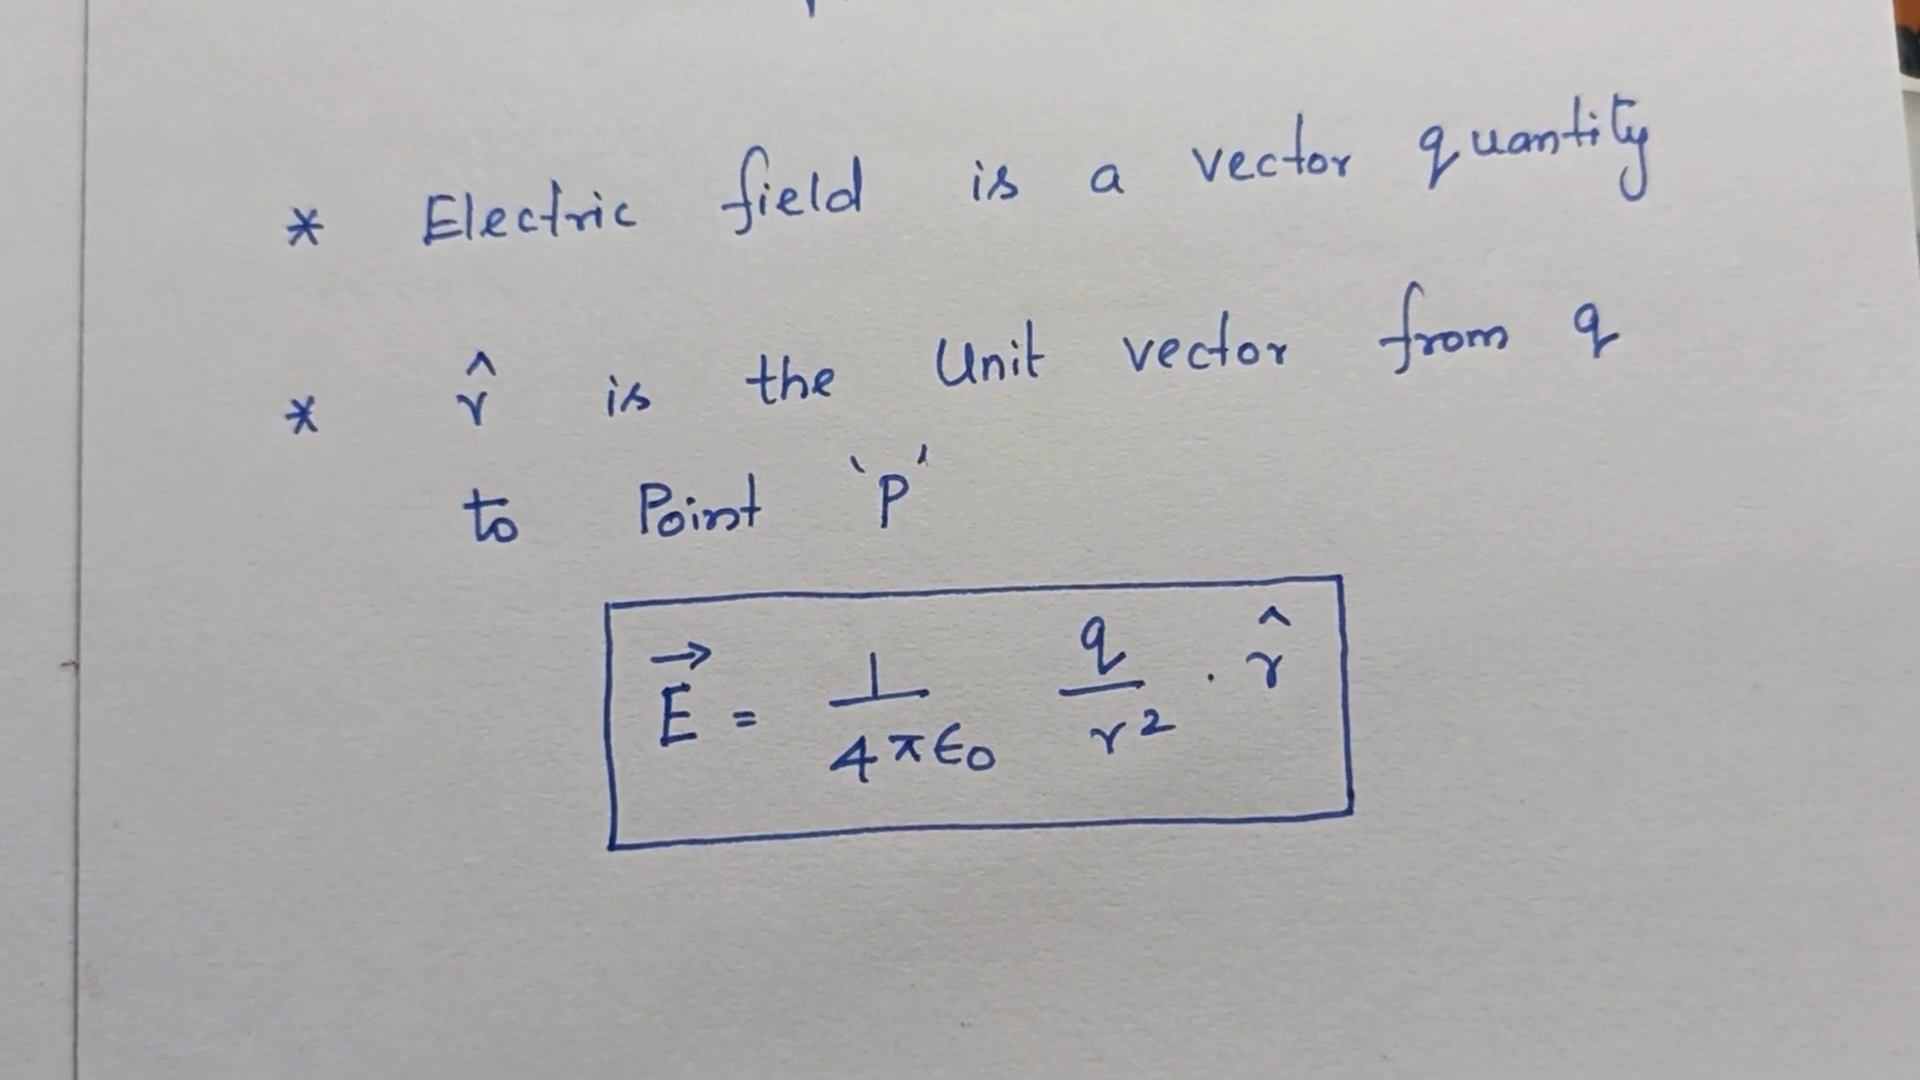 * Electric field is a vector quantity
* r̂ is the Unit vector from q
to Point 'P'
E⃗ = 1/4πϵ₀ q/r² . r̂